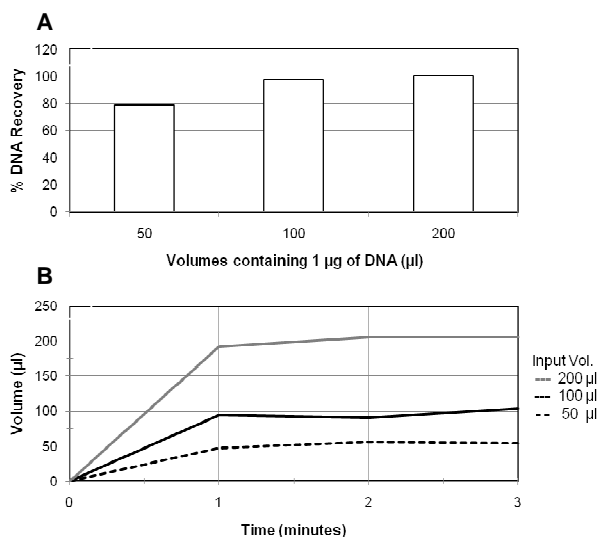 A
120
100
80
60
40
20
0
% DNA Recovery
50 100 200
Volumes containing 1 µg of DNA (µl)
B
250
200
150
100
50
0
Volume (µl)
0 1 2 3
Time (minutes)
Input Vol.
200 µl
100 µl
50 µl